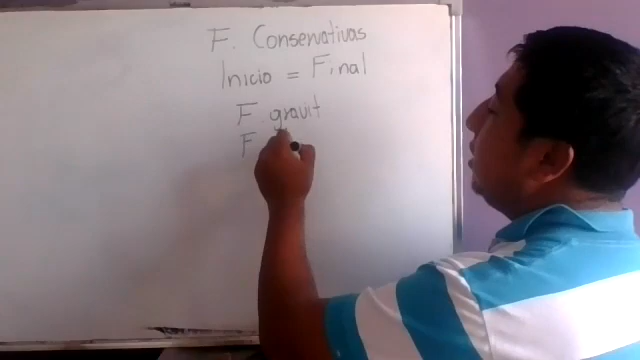 F. Conservativas
Inicio = Final
F. gravit
F